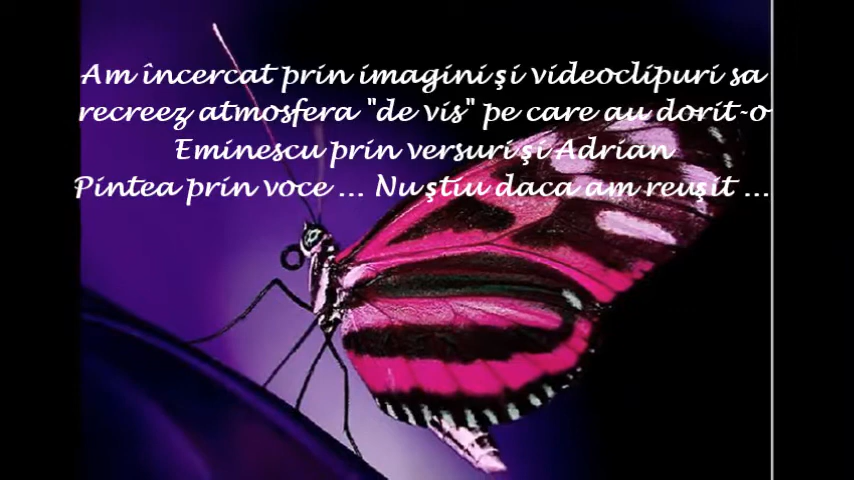 Am încercat prin imagini şi videoclipuri sa
recreez atmosfera "de vis" pe care au dorit-o
Eminescu prin versuri şi Adrian
Pintea prin voce ... Nu ştiu daca am reuşit ...